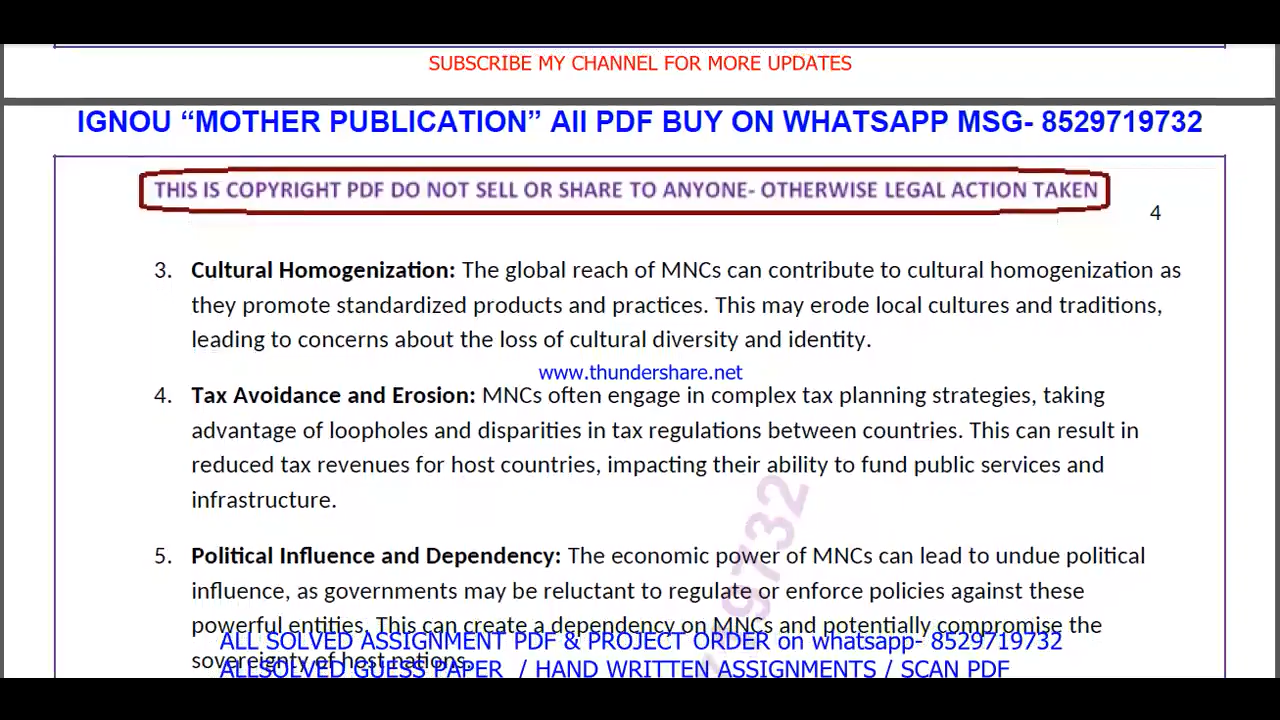 SUBSCRIBE MY CHANNEL FOR MORE UPDATES
IGNOU “MOTHER PUBLICATION” All PDF BUY ON WHATSAPP MSG- 8529719732
THIS IS COPYRIGHT PDF DO NOT SELL OR SHARE TO ANYONE- OTHERWISE LEGAL ACTION TAKEN
4
3. Cultural Homogenization: The global reach of MNCs can contribute to cultural homogenization as
they promote standardized products and practices. This may erode local cultures and traditions,
leading to concerns about the loss of cultural diversity and identity.
www.thundershare.net
4. Tax Avoidance and Erosion: MNCs often engage in complex tax planning strategies, taking
advantage of loopholes and disparities in tax regulations between countries. This can result in
reduced tax revenues for host countries, impacting their ability to fund public services and
infrastructure.
5. Political Influence and Dependency: The economic power of MNCs can lead to undue political
influence, as governments may be reluctant to regulate or enforce policies against these
powerful entities. This can create a dependency on MNCs and potentially compromise the
ALL SOLVED ASSIGNMENT PDF & PROJECT ORDER on whatsapp- 8529719732
sovereignty of host nations.
ALLSOLVED GUESS PAPER / HAND WRITTEN ASSIGNMENTS / SCAN PDF
19732